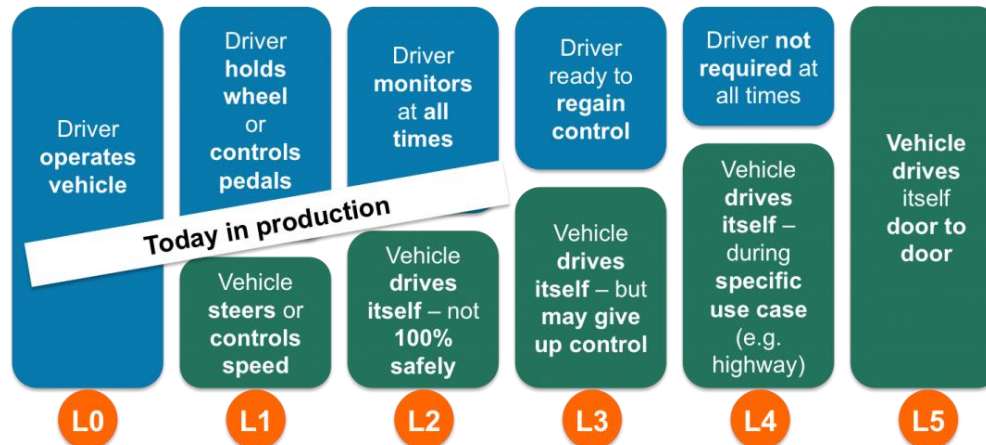 Driver
operates
vehicle
Driver
holds
wheel
or
controls
pedals
Driver
monitors
at all
times
Driver
ready to
regain
control
Driver not
required at
all times
Vehicle
drives
itself
door to
door
Today in production
Vehicle
steers or
controls
speed
Vehicle
drives
itself – not
100%
safely
Vehicle
drives
itself – but
may give
up control
Vehicle
drives
itself –
during
specific
use case
(e.g.
highway)
L0
L1
L2
L3
L4
L5